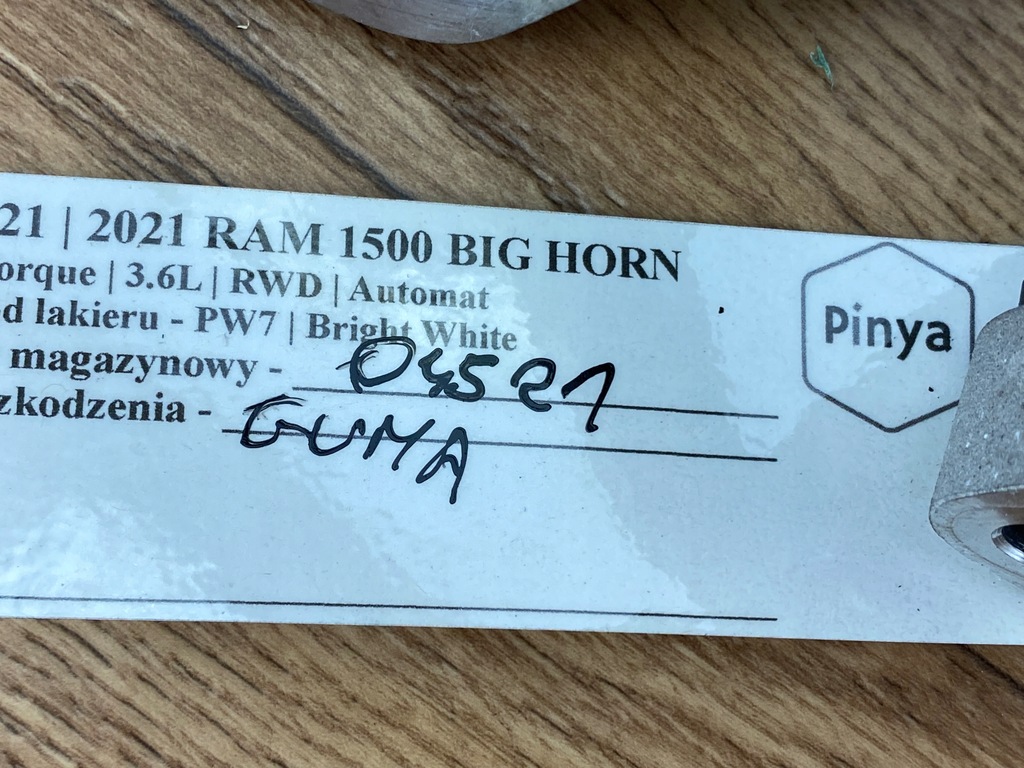 21 | 2021 RAM 1500 BIG HORN
orque | 3.6L | RWD | Automat
d lakieru - PW7 | Bright White
magazynowy - 04521
zkodzenia - GUMA
Pinya